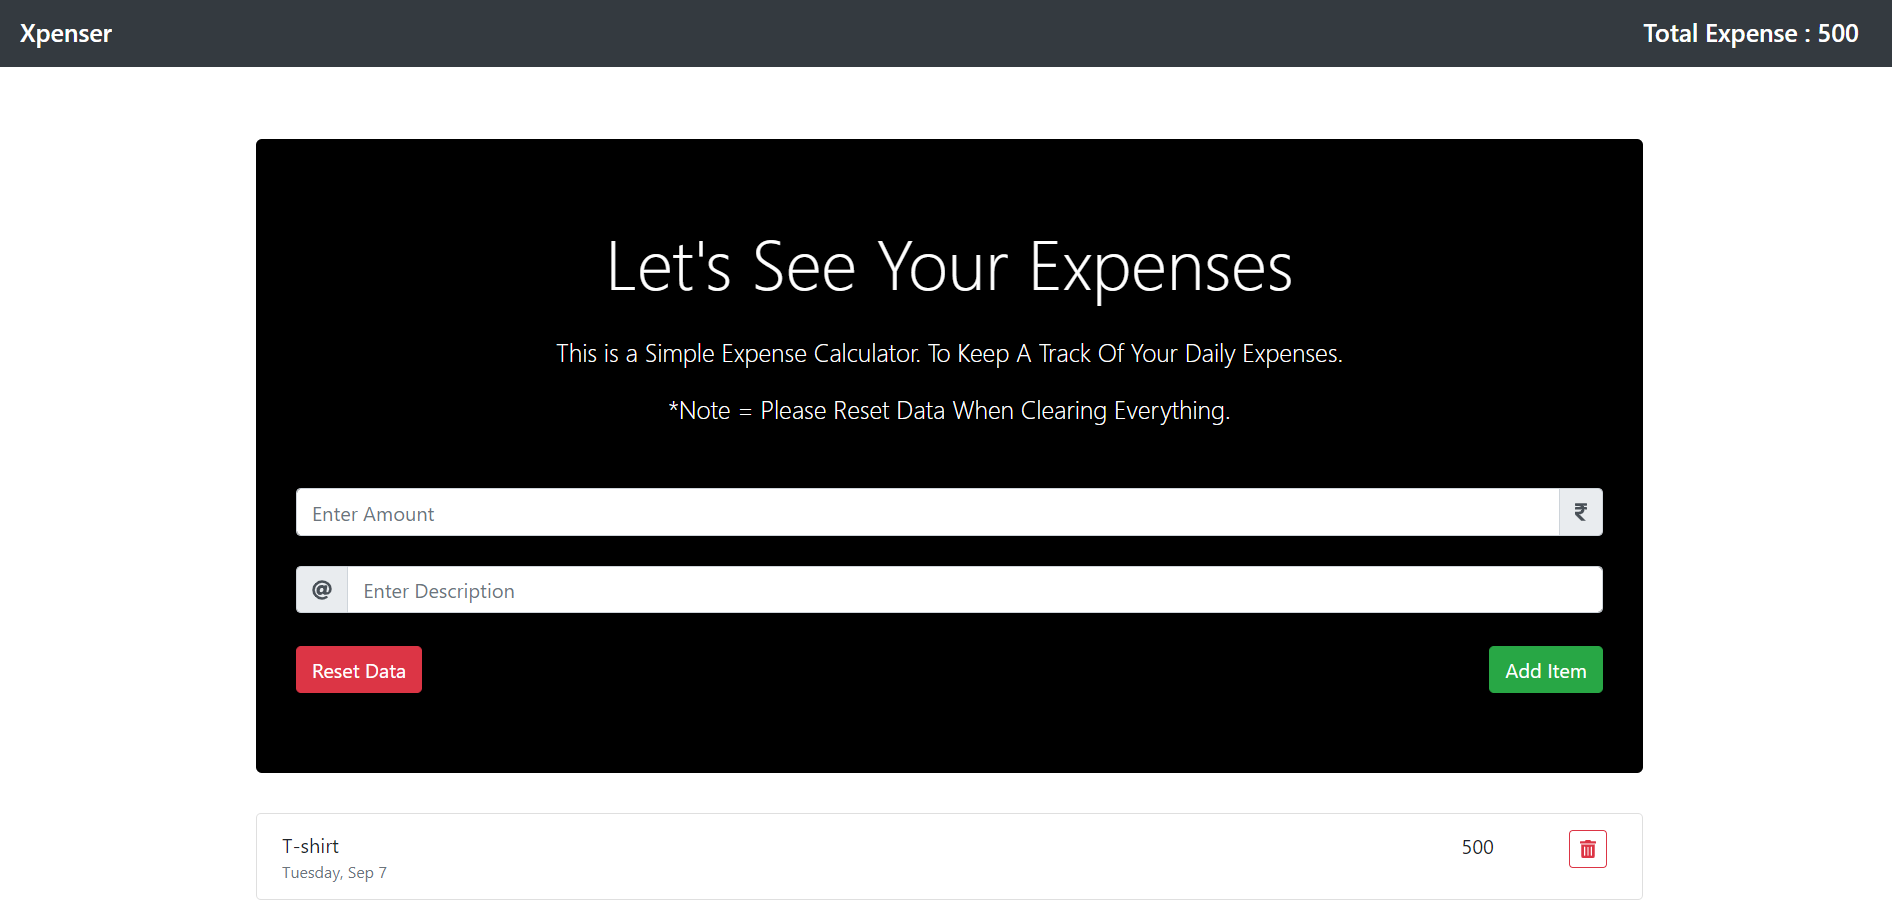 Xpenser
Total Expense : 500
Let's See Your Expenses
This is a Simple Expense Calculator. To Keep A Track Of Your Daily Expenses.
*Note = Please Reset Data When Clearing Everything.
Enter Amount
₹
@
Enter Description
Reset Data
Add Item
T-shirt
500
Tuesday, Sep 7